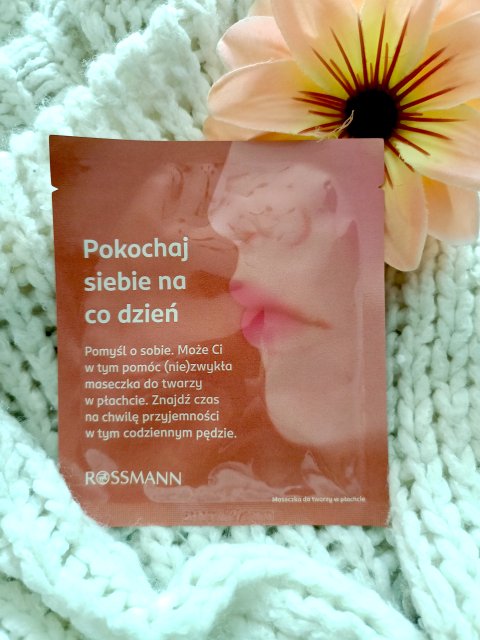 Pokochaj
siebie na
co dzień
Pomyśl o sobie. Może Ci
w tym pomóc (nie)zwykła
maseczka do twarzy
w płachcie. Znajdź czas
na chwilę przyjemności
w tym codziennym pędzie.
ROSSMANN
Maseczka do twarzy w płachcie